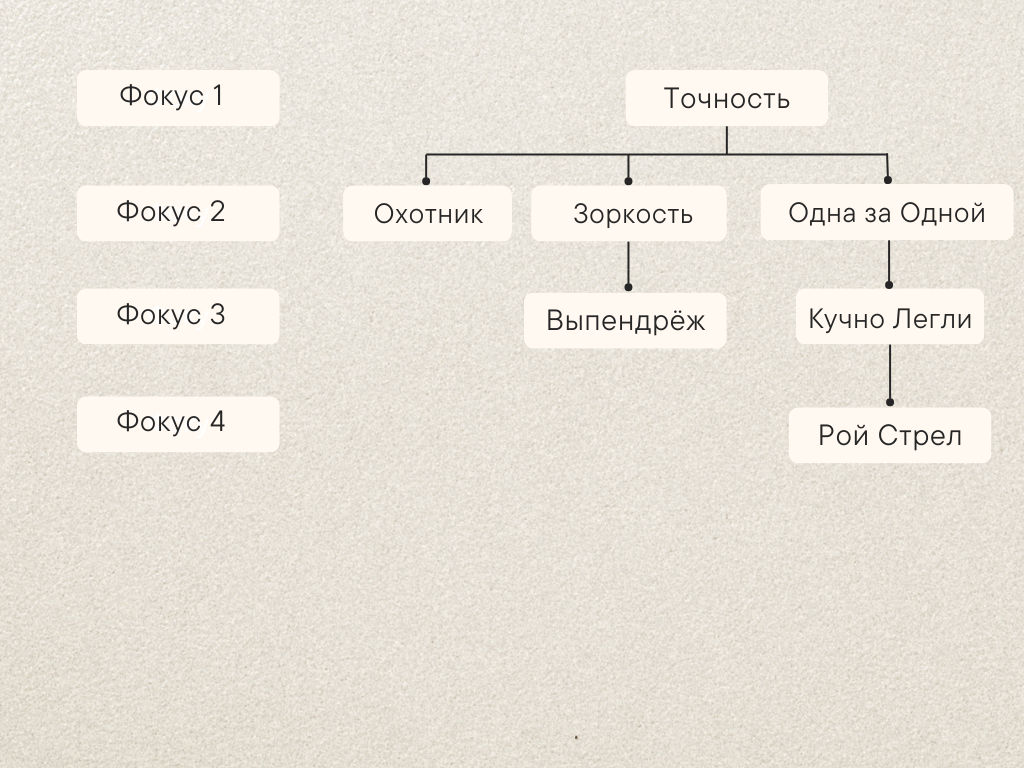 Фокус 1
Точность
Фокус 2
Охотник
Зоркость
Одна за Одной
Фокус 3
Выпендрёж
Кучно Легли
Фокус 4
Рой Стрел